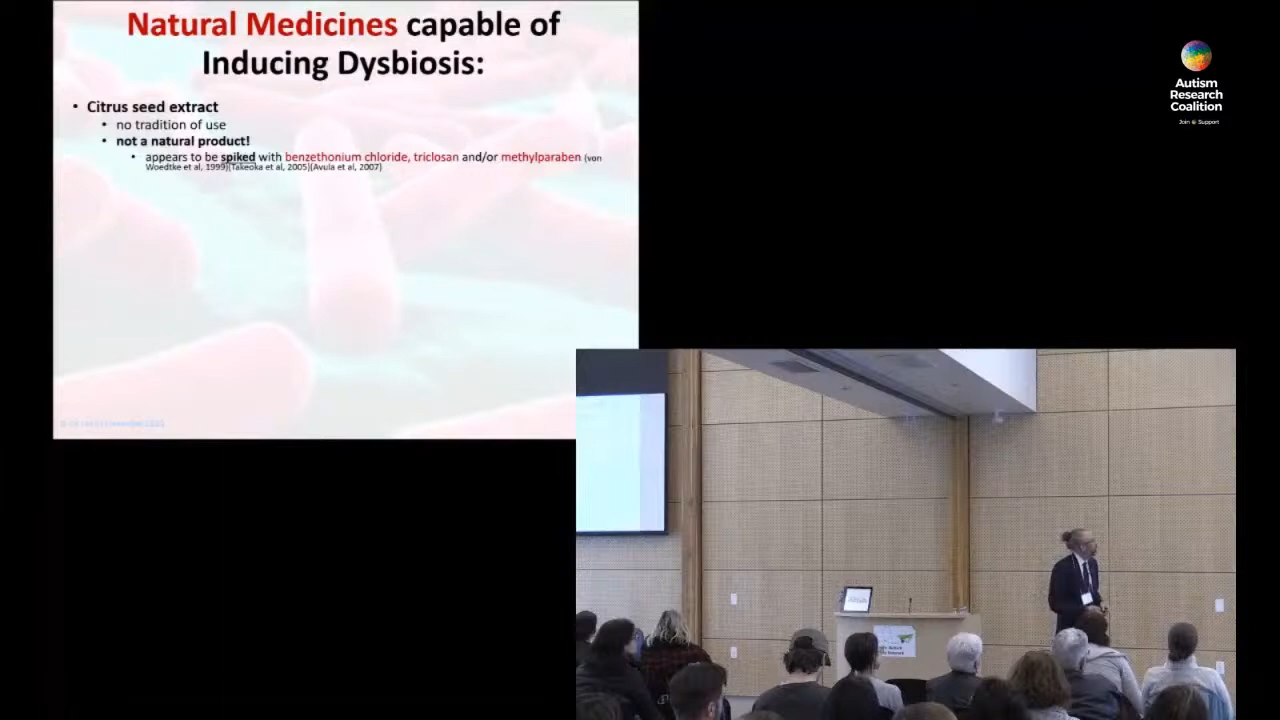 Natural Medicines capable of
Inducing Dysbiosis:
• Citrus seed extract
• no tradition of use
• not a natural product!
• appears to be spiked with benzethonium chloride, triclosan and/or methylparaben (von
Woedtke et al, 1999)(Takeoka et al, 2005)(Avula et al, 2007)
Autism
Research
Coalition
Join & Support